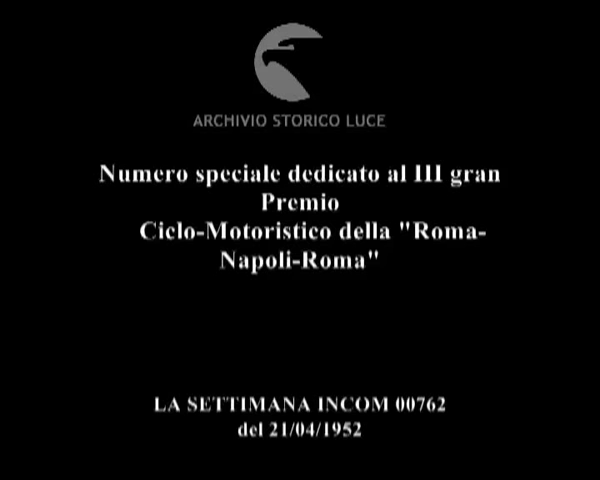 ARCHIVIO STORICO LUCE
Numero speciale dedicato al III gran
Premio
Ciclo-Motoristico della "Roma-
Napoli-Roma"
LA SETTIMANA INCOM 00762
del 21/04/1952